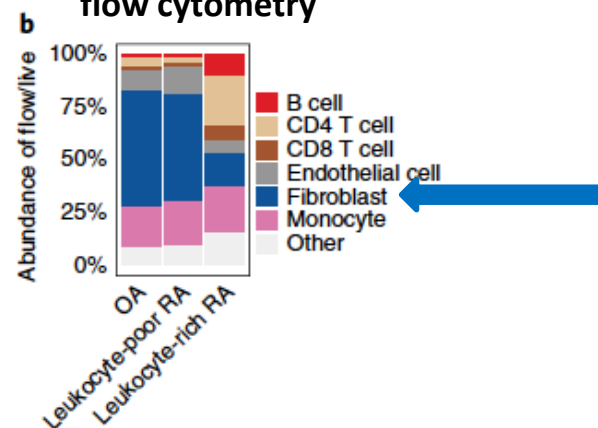 flow cytometry
b
Abundance of flow/live
100%
75%
50%
25%
0%
B cell
CD4 T cell
CD8 T cell
Endothelial cell
Fibroblast
Monocyte
Other
OA
Leukocyte-poor RA
Leukocyte-rich RA